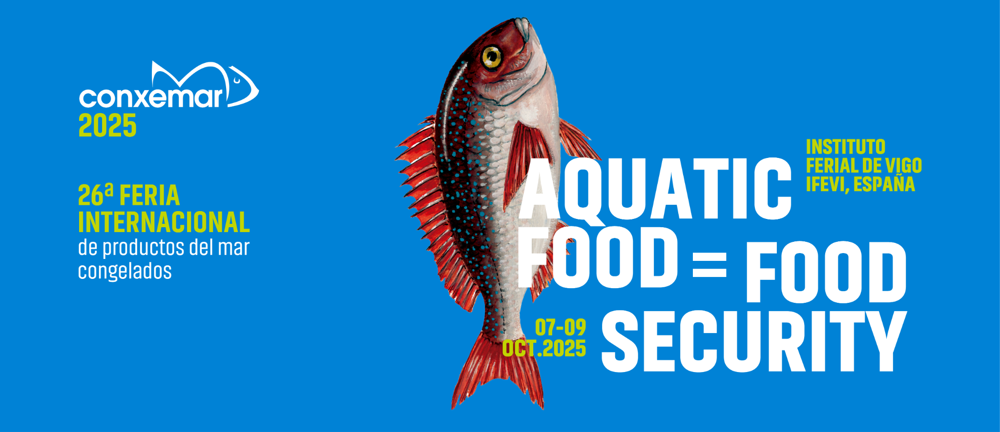 conxemar
2025
26ª FERIA
INTERNACIONAL
de productos del mar
congelados
AQUATIC
FOOD = FOOD
SECURITY
INSTITUTO
FERIAL DE VIGO
IFEVI, ESPAÑA
07-09
OCT.2025